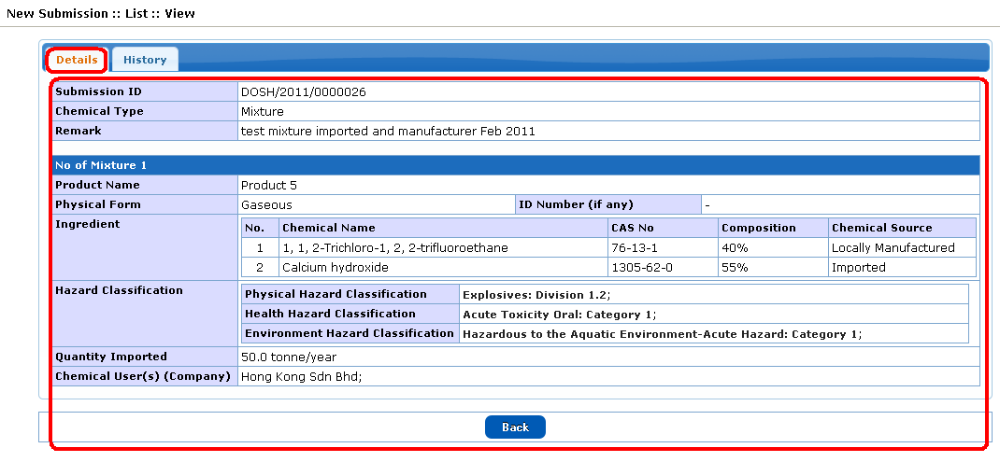 New Submission :: List :: View
Details History
Submission ID DOSH/2011/0000026
Chemical Type Mixture
Remark test mixture imported and manufacturer Feb 2011
No of Mixture 1
Product Name Product 5
Physical Form Gaseous ID Number (if any) -
Ingredient No. Chemical Name CAS No Composition Chemical Source
1 1, 1, 2-Trichloro-1, 2, 2-trifluoroethane 76-13-1 40% Locally Manufactured
2 Calcium hydroxide 1305-62-0 55% Imported
Hazard Classification Physical Hazard Classification Explosives: Division 1.2;
Health Hazard Classification Acute Toxicity Oral: Category 1;
Environment Hazard Classification Hazardous to the Aquatic Environment-Acute Hazard: Category 1;
Quantity Imported 50.0 tonne/year
Chemical User(s) (Company) Hong Kong Sdn Bhd;
Back